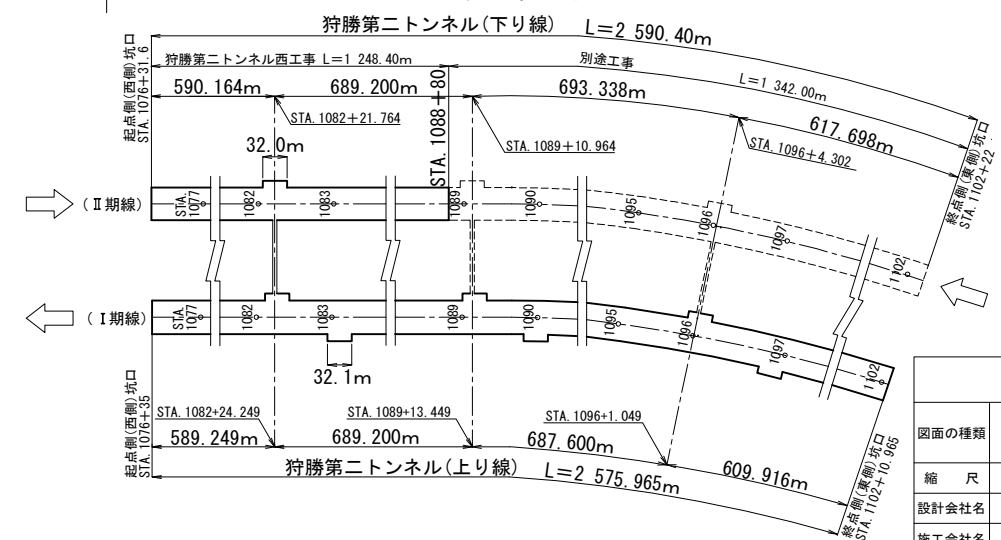 狩勝第二トンネル(下り線) L=2 590.40m
起点側(西側)坑口
STA.1076+31.6
狩勝第二トンネル西工事 L=1 248.40m
別途工事
L=1 342.00m
590.164m
689.200m
693.338m
617.698m
STA.1082+21.764
STA.1088+80
STA.1089+10.964
STA.1096+4.302
終点側(東側)坑口
STA.1102+22
32.0m
(Ⅱ期線)
STA.
1077
1082
1083
1089
1090
1095
1096
1097
1102
(Ⅰ期線)
STA.
1077
1082
1083
1089
1090
1095
1096
1097
1102
32.1m
起点側(西側)坑口
STA.1076+35
STA.1082+24.249
STA.1089+13.449
STA.1096+1.049
589.249m
689.200m
687.600m
609.916m
狩勝第二トンネル(上り線) L=2 575.965m
終点側(東側)坑口
STA.1102+10.965
図面の種類
縮 尺
設計会社名
施工会社名